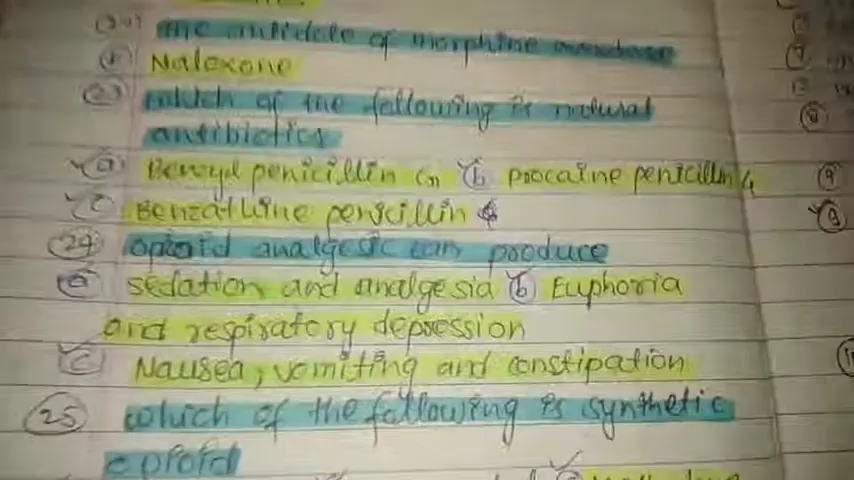 the antidote of morphine
Naloxone
(23) which of the following is natural
antibiotics
(a) Benzyl penicillin G (b) procaine penicillin G
(c) Benzathine penicillin G
(24) opioid analgesic can produce
(a) sedation and analgesia (b) Euphoria
and respiratory depression
(c) Nausea, vomiting and constipation
(25) which of the following is synthetic
opioid